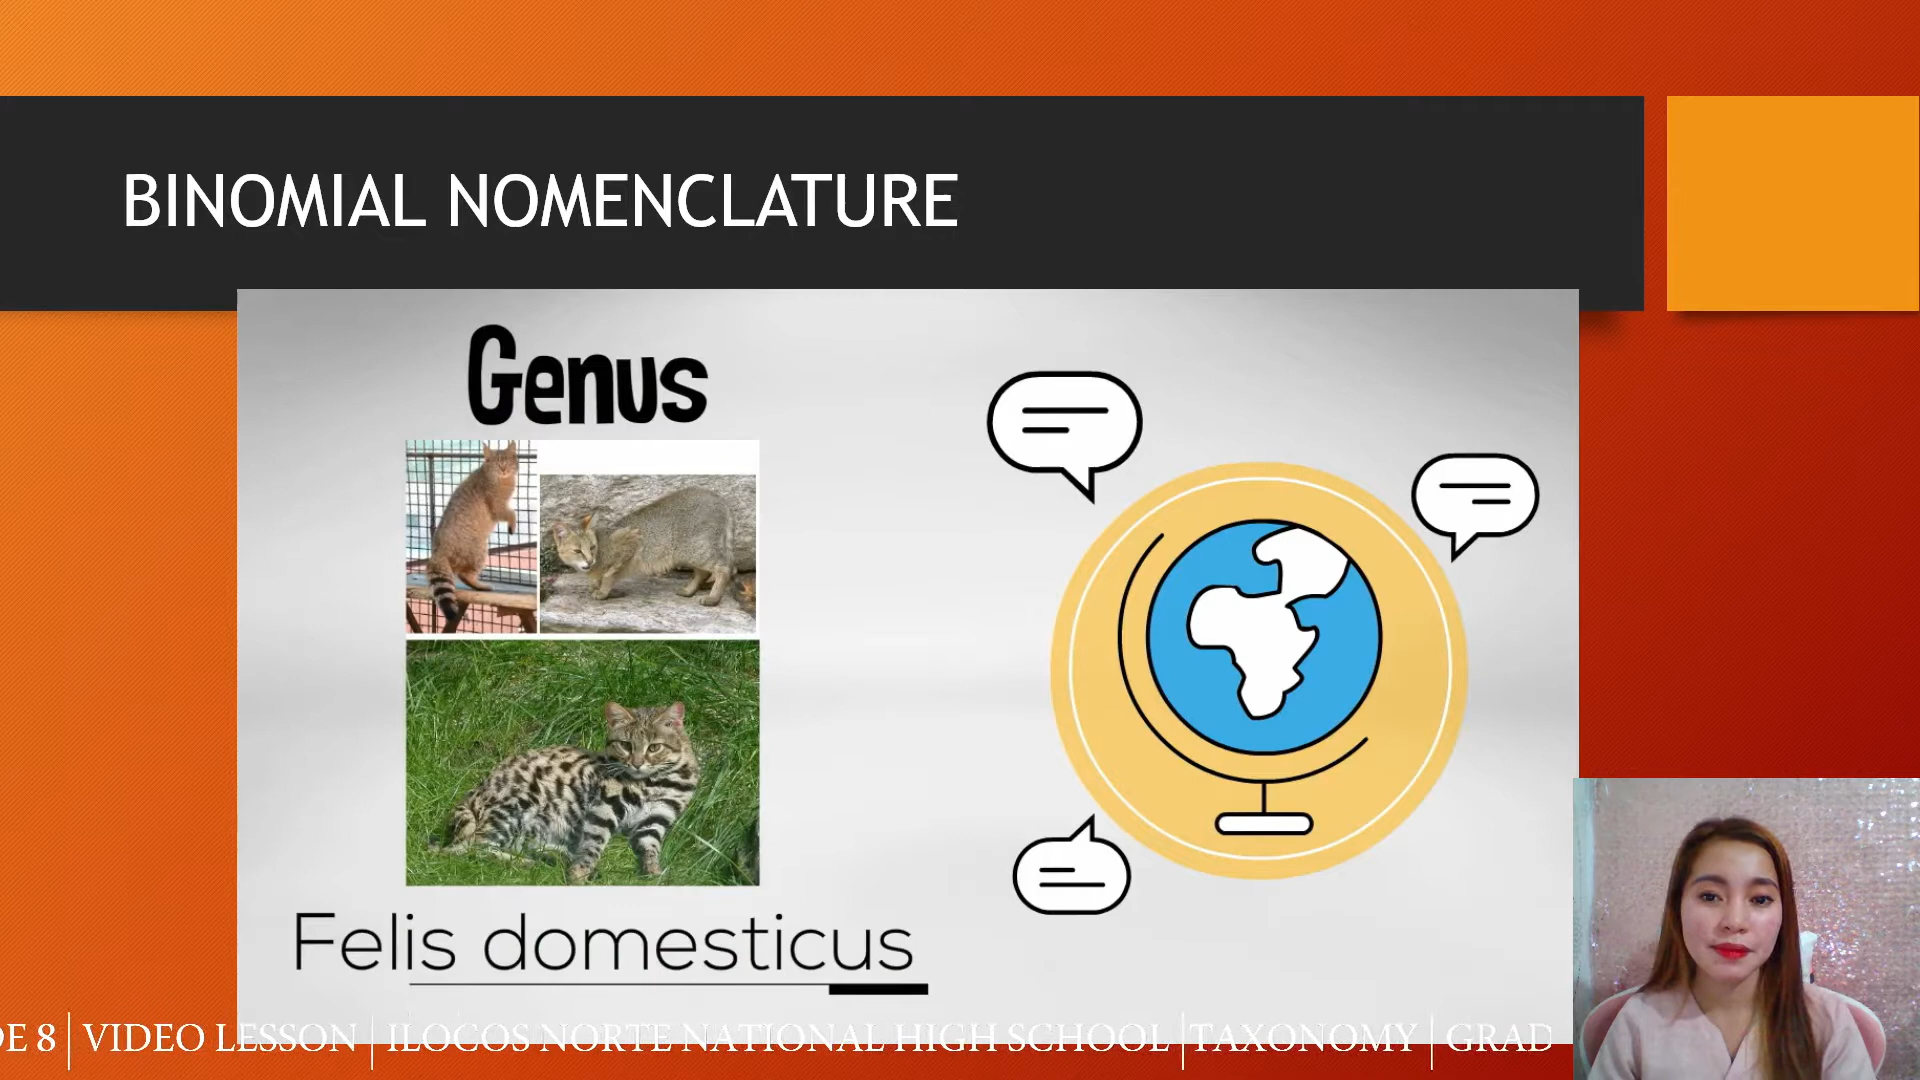 BINOMIAL NOMENCLATURE
Genus
Felis domesticus
DE 8 | VIDEO LESSON | ILOCOS NORTE NATIONAL HIGH SCHOOL | TAXONOMY | GRAD